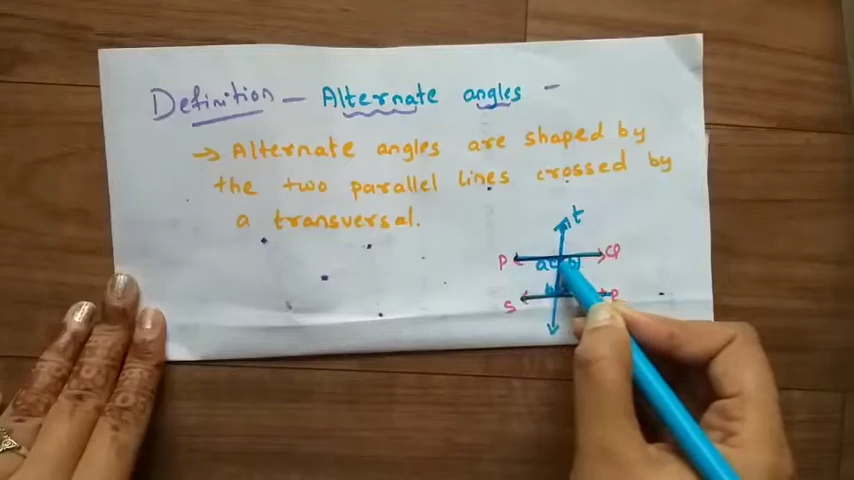 Definition - Alternate angles -
→ Alternate angles are shaped by
the two parallel lines crossed by
a transversal.
t
P
S